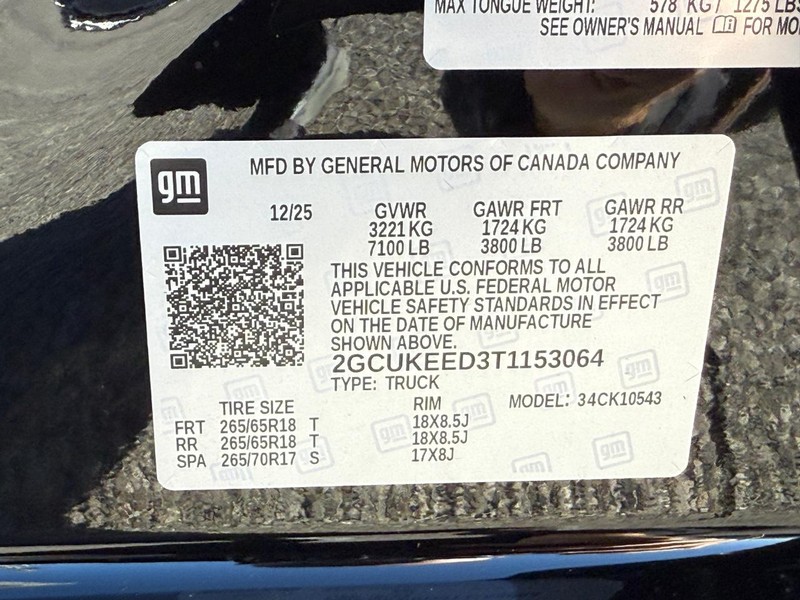 MAX TONGUE WEIGHT: 578 KG / 1275 LBS
SEE OWNER'S MANUAL FOR
gm
MFD BY GENERAL MOTORS OF CANADA COMPANY
12/25 GVWR GAWR FRT GAWR RR
3221 KG 1724 KG 1724 KG
7100 LB 3800 LB 3800 LB
THIS VEHICLE CONFORMS TO ALL
APPLICABLE U.S. FEDERAL MOTOR
VEHICLE SAFETY STANDARDS IN EFFECT
ON THE DATE OF MANUFACTURE
SHOWN ABOVE.
2GCUKEED3T1153064
TYPE: TRUCK
TIRE SIZE RIM MODEL: 34CK10543
FRT 265/65R18 T 18X8.5J
RR 265/65R18 T 18X8.5J
SPA 265/70R17 S 17X8J